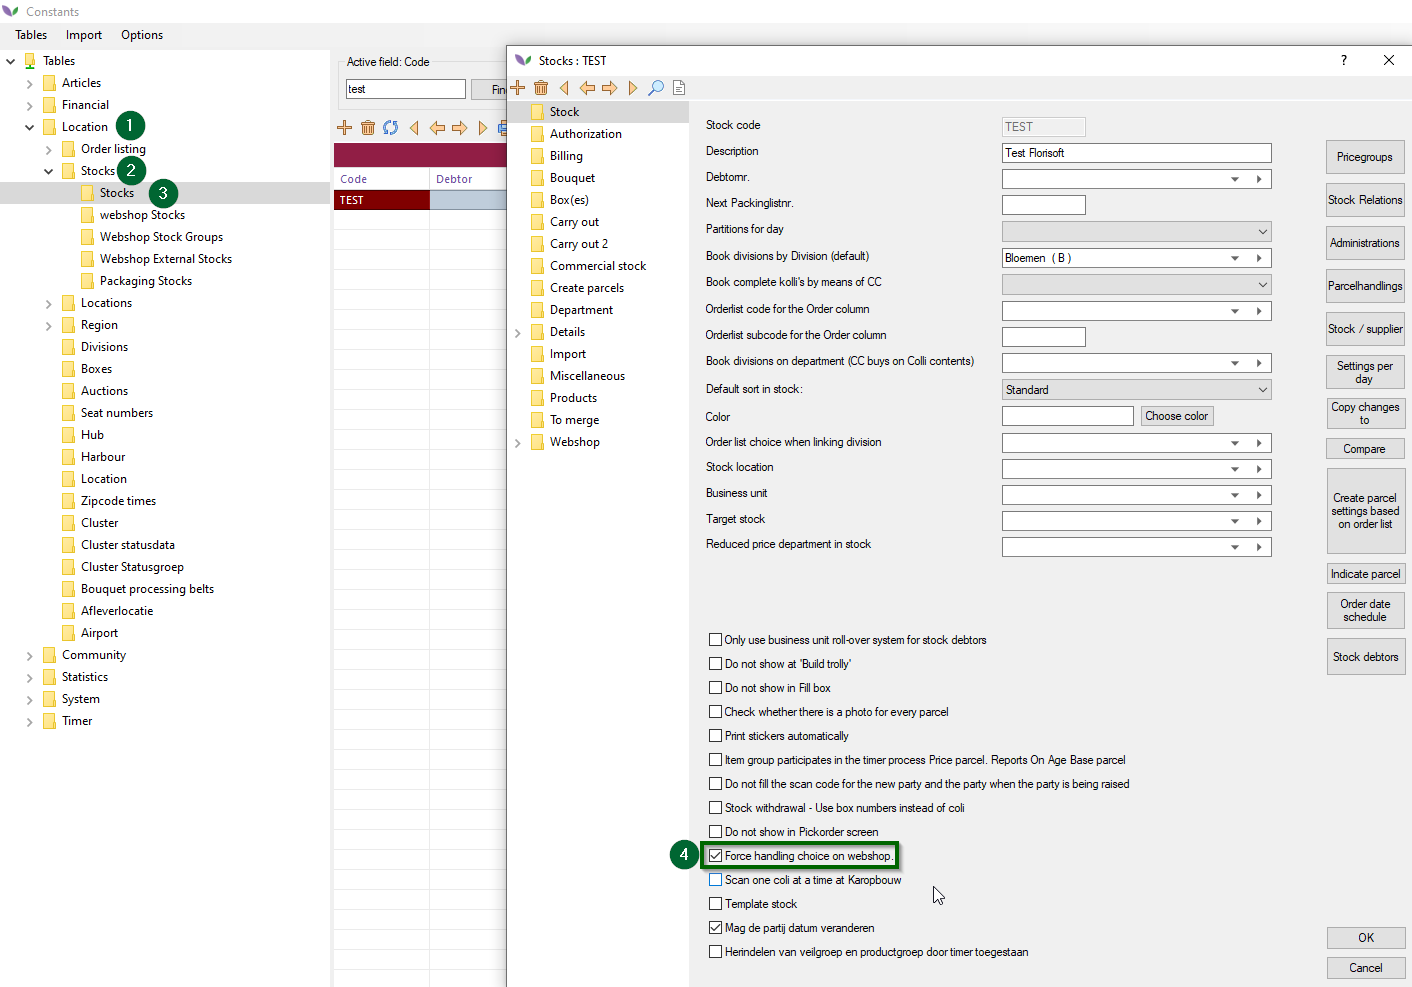 Constants
Tables Import Options
Tables
Articles
Financial
Location 1
Order listing
Stocks 2
Stocks 3
webshop Stocks
Webshop Stock Groups
Webshop External Stocks
Packaging Stocks
Locations
Region
Divisions
Boxes
Auctions
Seat numbers
Hub
Harbour
Location
Zipcode times
Cluster
Cluster statusdata
Cluster Statusgroep
Bouquet processing belts
Afleverlocatie
Airport
Community
Statistics
System
Timer
Active field: Code
test
Code Debtor
TEST
Stocks : TEST
Stock
Authorization
Billing
Bouquet
Box(es)
Carry out
Carry out 2
Commercial stock
Create parcels
Department
Details
Import
Miscellaneous
Products
To merge
Webshop
Stock code TEST
Description Test Florisoft
Debtornr.
Next Packinglistnr.
Partitions for day
Book divisions by Division (default) Bloemen ( B )
Book complete kolli's by means of CC
Orderlist code for the Order column
Orderlist subcode for the Order column
Book divisions on department (CC buys on Colli contents)
Default sort in stock: Standard
Color Choose color
Order list choice when linking division
Stock location
Business unit
Target stock
Reduced price department in stock
Only use business unit roll-over system for stock debtors
Do not show at 'Build trolly'
Do not show in Fill box
Check whether there is a photo for every parcel
Print stickers automatically
Item group participates in the timer process Price parcel. Reports On Age Base parcel
Do not fill the scan code for the new party and the party when the party is being raised
Stock withdrawal - Use box numbers instead of coli
Do not show in Pickorder screen
4 Force handling choice on webshop.
Scan one coli at a time at Karopbouw
Template stock
Mag de partij datum veranderen
Herindelen van veilgroep en productgroep door timer toegestaan
Pricegroups
Stock Relations
Administrations
Parcelhandlings
Stock / supplier
Settings per
day
Copy changes
to
Compare
Create parcel
settings based
on order list
Indicate parcel
Order date
schedule
Stock debtors
OK
Cancel